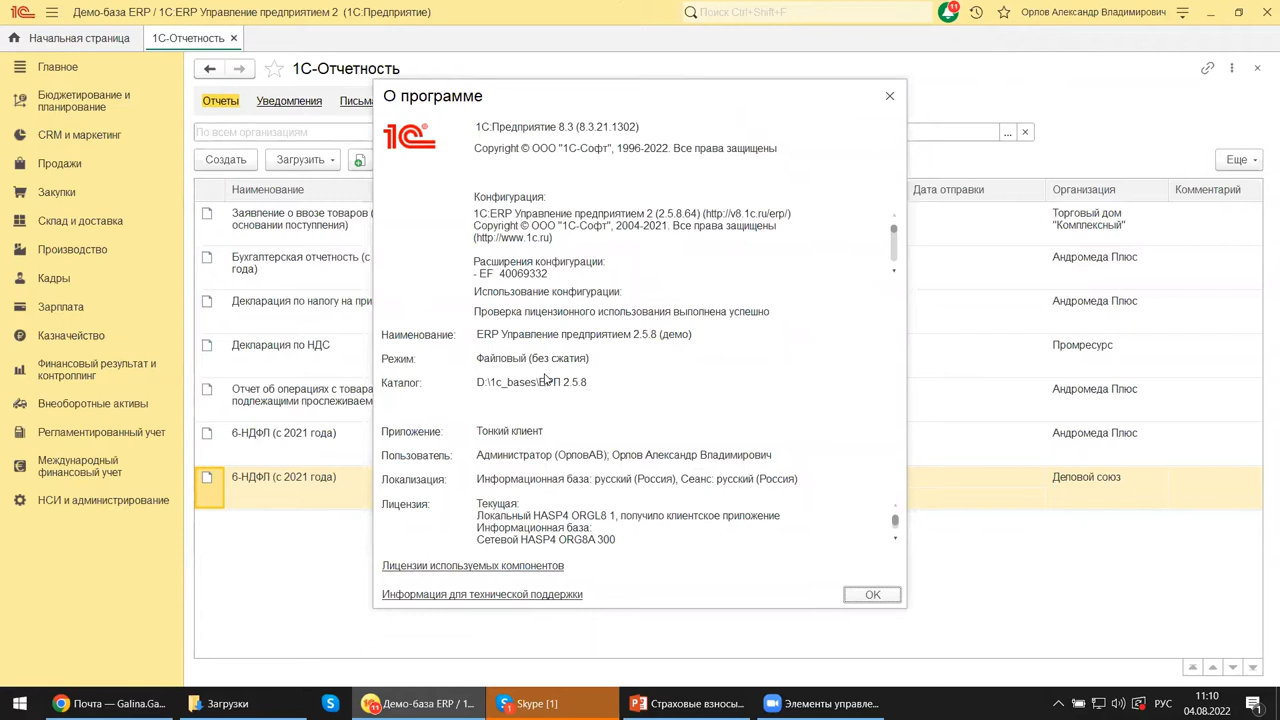 Демо-база ERP / 1С:ERP Управление предприятием 2 (1С:Предприятие)
Поиск Ctrl+Shift+F
11
Орлов Александр Владимирович
Начальная страница
1С-Отчетность
Главное
Бюджетирование и
планирование
CRM и маркетинг
Продажи
Закупки
Склад и доставка
Производство
Кадры
Зарплата
Казначейство
Финансовый результат и
контроллинг
Внеоборотные активы
Регламентированный учет
Международный
финансовый учет
НСИ и администрирование
1С-Отчетность
Отчеты
Уведомления
Письма
По всем организациям
...
Создать
Загрузить
Еще
Наименование
Дата отправки
Организация
Комментарий
Заявление о ввозе товаров (
основании поступления)
Торговый дом
"Комплексный"
Бухгалтерская отчетность (с
года)
Андромеда Плюс
Декларация по налогу на при
Андромеда Плюс
Декларация по НДС
Промресурс
Отчет об операциях с товара
подлежащими прослеживаем
Андромеда Плюс
6-НДФЛ (с 2021 года)
Андромеда Плюс
6-НДФЛ (с 2021 года)
Деловой союз
О программе
1С®
1С:Предприятие 8.3 (8.3.21.1302)
Copyright © ООО "1С-Софт", 1996-2022. Все права защищены
Конфигурация:
1С:ERP Управление предприятием 2 (2.5.8.64) (http://v8.1c.ru/erp/)
Copyright © ООО "1С-Софт", 2004-2021. Все права защищены
(http://www.1c.ru)
Расширения конфигурации:
- EF_40069332
Использование конфигурации:
Проверка лицензионного использования выполнена успешно
Наименование: ERP Управление предприятием 2.5.8 (демо)
Режим: Файловый (без сжатия)
Каталог: D:\1c_bases\ЕРП 2.5.8
Приложение: Тонкий клиент
Пользователь: Администратор (ОрловАВ); Орлов Александр Владимирович
Локализация: Информационная база: русский (Россия), Сеанс: русский (Россия)
Лицензия: Текущая:
Локальный HASP4 ORGL8 1, получило клиентское приложение
Информационная база:
Сетевой HASP4 ORG8A 300
Лицензии используемых компонентов
Информация для технической поддержки
OK
Почта — Galina.Ga...
Загрузки
Демо-база ERP / 1...
Skype [1]
Страховые взносы...
Элементы управле...
РУС
11:10
04.08.2022